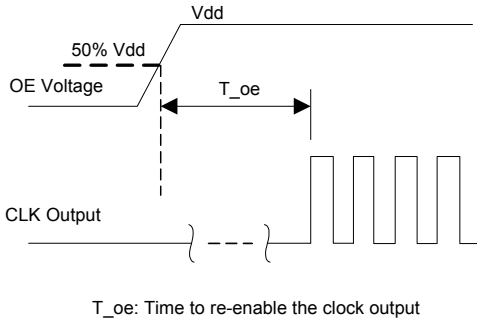 Vdd
50% Vdd
OE Voltage
T_oe
CLK Output
T_oe: Time to re-enable the clock output